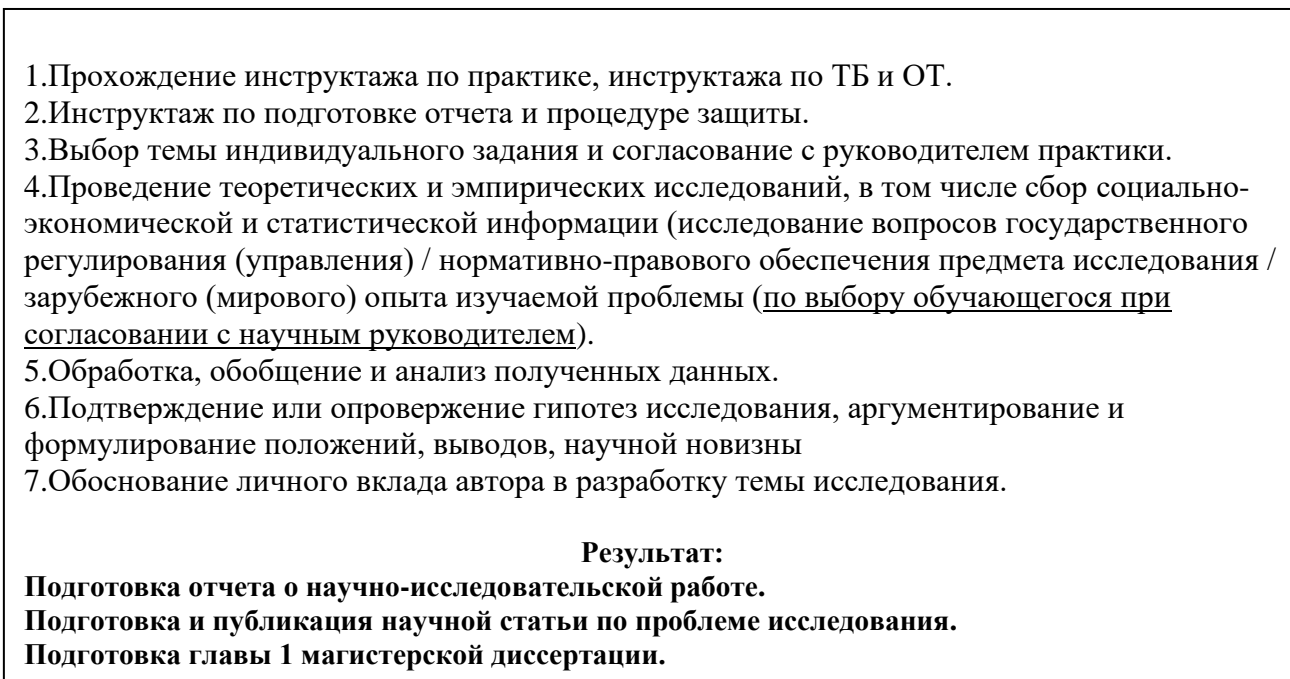 1.Прохождение инструктажа по практике, инструктажа по ТБ и ОТ.
2.Инструктаж по подготовке отчета и процедуре защиты.
3.Выбор темы индивидуального задания и согласование с руководителем практики.
4.Проведение теоретических и эмпирических исследований, в том числе сбор социально-
экономической и статистической информации (исследование вопросов государственного
регулирования (управления) / нормативно-правового обеспечения предмета исследования /
зарубежного (мирового) опыта изучаемой проблемы (по выбору обучающегося при
согласовании с научным руководителем).
5.Обработка, обобщение и анализ полученных данных.
6.Подтверждение или опровержение гипотез исследования, аргументирование и
формулирование положений, выводов, научной новизны
7.Обоснование личного вклада автора в разработку темы исследования.
Результат:
Подготовка отчета о научно-исследовательской работе.
Подготовка и публикация научной статьи по проблеме исследования.
Подготовка главы 1 магистерской диссертации.